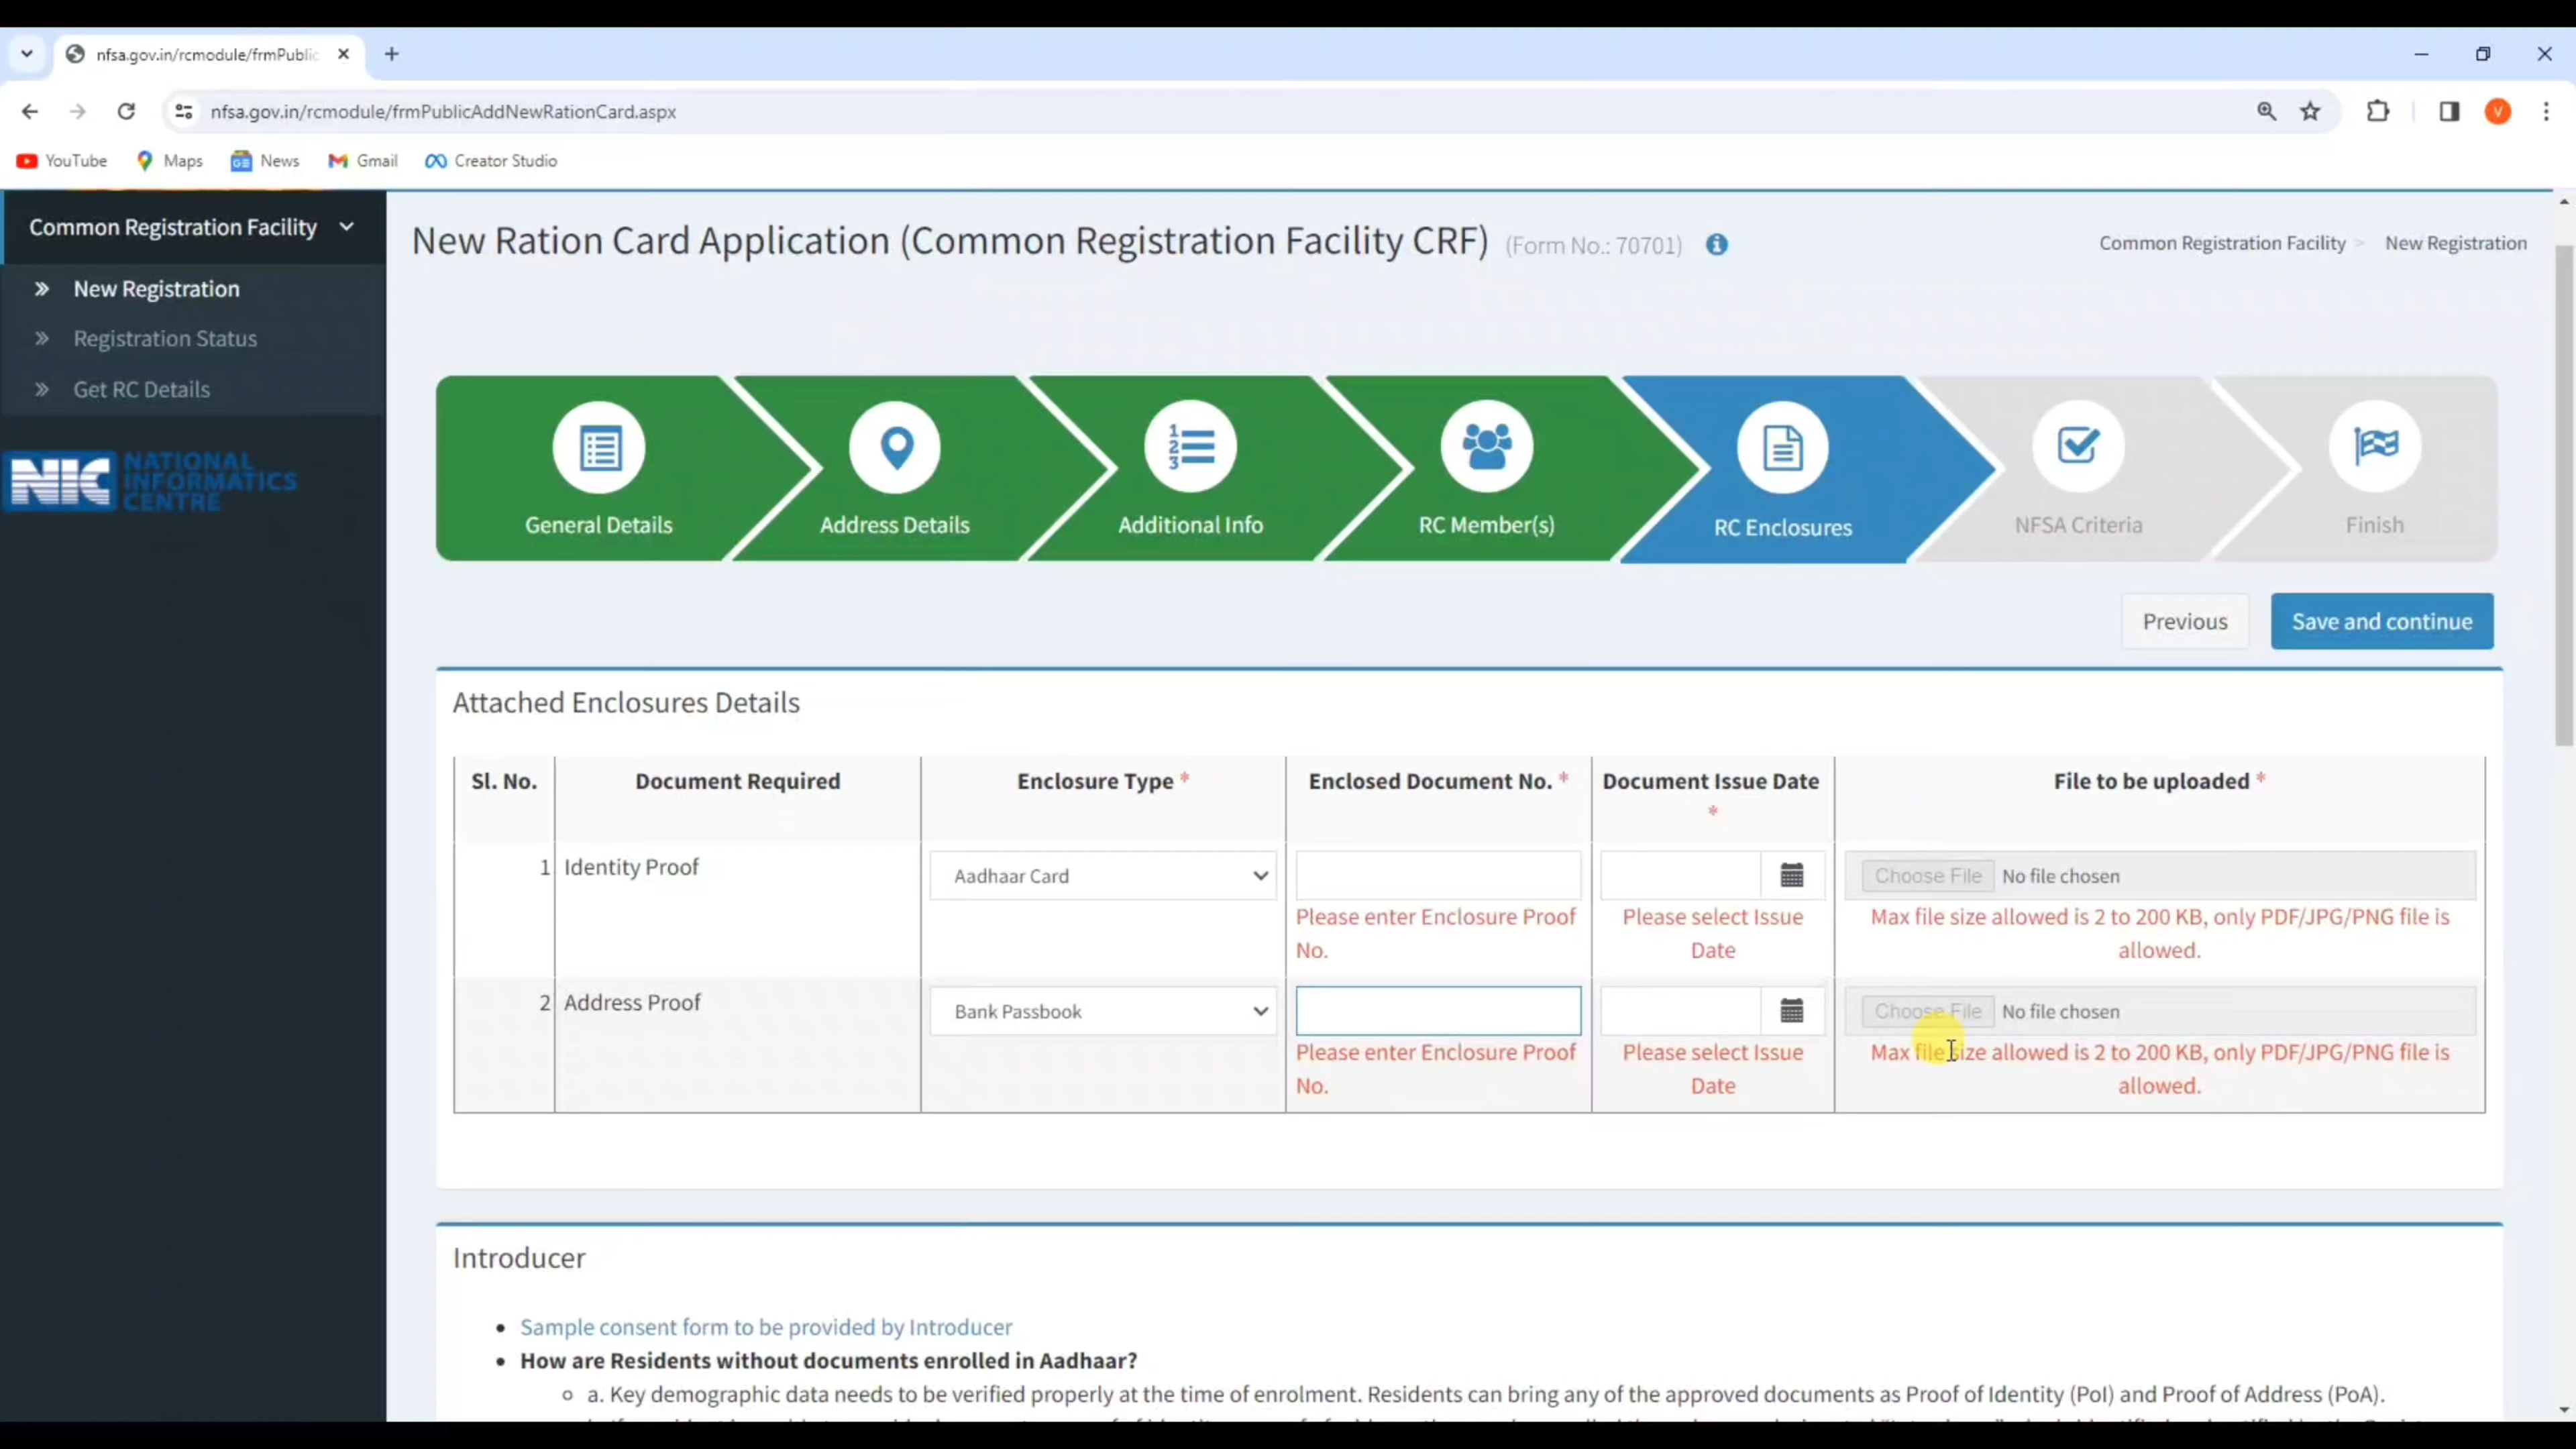 nfsa.gov.in/rcmodule/frmPublic
nfsa.gov.in/rcmodule/frmPublicAddNewRationCard.aspx
V
YouTube Maps News Gmail Creator Studio
Common Registration Facility
New Registration
Registration Status
Get RC Details
NIC NATIONAL
INFORMATICS
CENTRE
New Ration Card Application (Common Registration Facility CRF) (Form No.: 70701)
Common Registration Facility > New Registration
General Details Address Details Additional Info RC Member(s) RC Enclosures NFSA Criteria Finish
Previous Save and continue
Attached Enclosures Details
Sl. No. Document Required Enclosure Type * Enclosed Document No. * Document Issue Date * File to be uploaded *
1 Identity Proof Aadhaar Card Choose File No file chosen
Please enter Enclosure Proof No. Please select Issue Date Max file size allowed is 2 to 200 KB, only PDF/JPG/PNG file is allowed.
2 Address Proof Bank Passbook Choose File No file chosen
Please enter Enclosure Proof No. Please select Issue Date Max file size allowed is 2 to 200 KB, only PDF/JPG/PNG file is allowed.
Introducer
Sample consent form to be provided by Introducer
How are Residents without documents enrolled in Aadhaar?
a. Key demographic data needs to be verified properly at the time of enrolment. Residents can bring any of the approved documents as Proof of Identity (PoI) and Proof of Address (PoA).